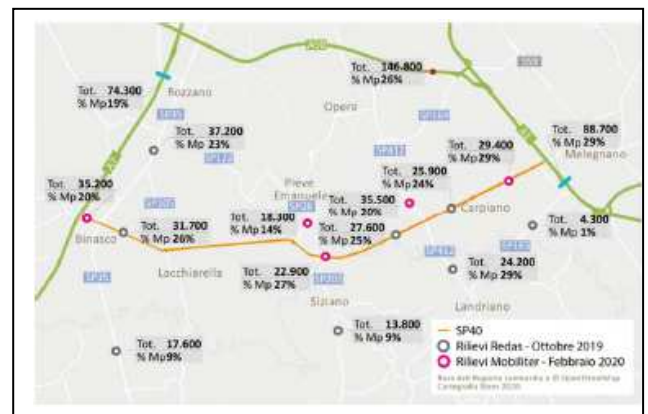 A50
Tot. 146.800
% Mp 26%
Tot. 74.300
% Mp 19%
Rozzano
Opera
Tot. 37.200
% Mp 23%
Tot. 29.400
% Mp 29%
Tot. 88.700
% Mp 29%
Melegnano
Tot. 25.900
% Mp 24%
Pieve
Emanuele
Tot. 35.200
% Mp 20%
Tot. 35.500
% Mp 20%
Tot. 18.300
% Mp 14%
Carpiano
Tot. 31.700
% Mp 26%
Binasco
Tot. 27.600
% Mp 25%
Tot. 4.300
% Mp 1%
Lacchiarella
Tot. 22.900
% Mp 27%
Tot. 24.200
% Mp 29%
Siziano
Landriano
Tot. 13.800
% Mp 9%
Tot. 17.600
% Mp 9%
SP40
Rilievi Redas - Ottobre 2019
Rilievi Mobiliter - Febbraio 2020